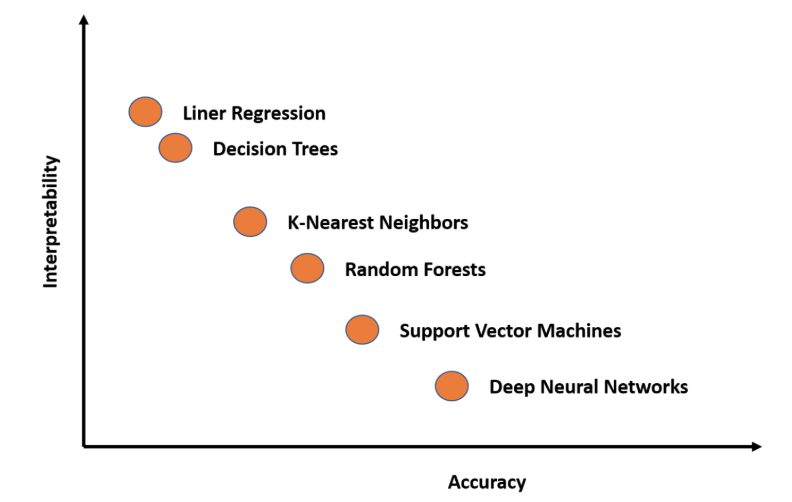 Liner Regression
Decision Trees
K-Nearest Neighbors
Random Forests
Support Vector Machines
Deep Neural Networks
Interpretability
Accuracy